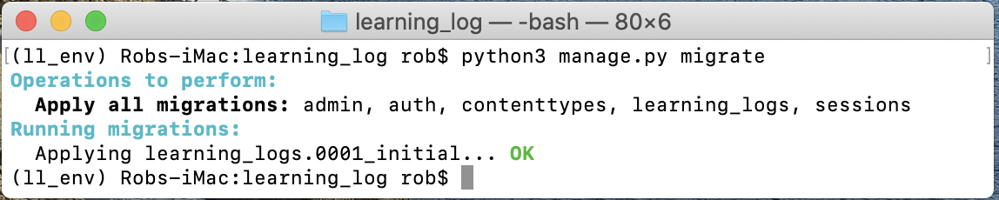 learning_log — -bash — 80×6
[(ll_env) Robs-iMac:learning_log rob$ python3 manage.py migrate ]
Operations to perform:
  Apply all migrations: admin, auth, contenttypes, learning_logs, sessions
Running migrations:
  Applying learning_logs.0001_initial... OK
(ll_env) Robs-iMac:learning_log rob$